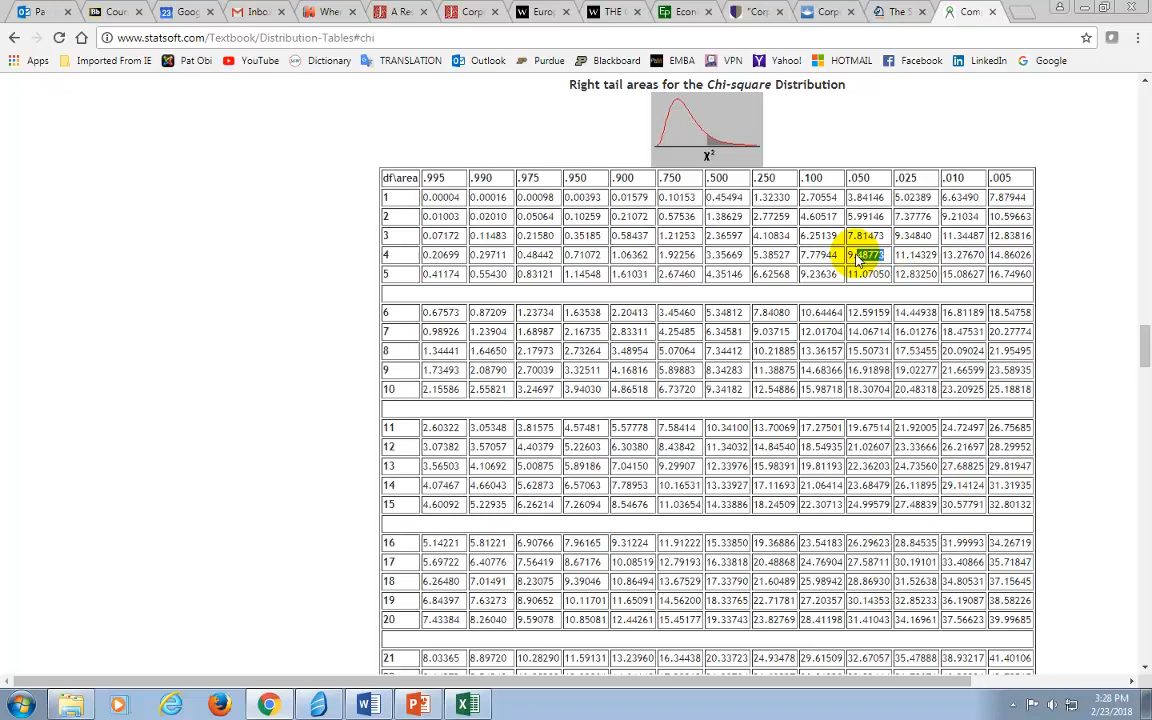 Pa
Cour
23
Goog
Inbo
Whe
A Re
Corp
Euro
THE
Econ
"Corp
Corp
The S
Com
www.statsoft.com/Textbook/Distribution-Tables#chi
Apps Imported From IE Pat Obi YouTube Dictionary TRANSLATION Outlook Purdue Blackboard EMBA VPN Yahoo! HOTMAIL Facebook LinkedIn Google
Right tail areas for the Chi-square Distribution
χ²
df\area .995 .990 .975 .950 .900 .750 .500 .250 .100 .050 .025 .010 .005
1 0.00004 0.00016 0.00098 0.00393 0.01579 0.10153 0.45494 1.32330 2.70554 3.84146 5.02389 6.63490 7.87944
2 0.01003 0.02010 0.05064 0.10259 0.21072 0.57536 1.38629 2.77259 4.60517 5.99146 7.37776 9.21034 10.59663
3 0.07172 0.11483 0.21580 0.35185 0.58437 1.21253 2.36597 4.10834 6.25139 7.81473 9.34840 11.34487 12.83816
4 0.20699 0.29711 0.48442 0.71072 1.06362 1.92256 3.35669 5.38527 7.77944 9.48773 11.14329 13.27670 14.86026
5 0.41174 0.55430 0.83121 1.14548 1.61031 2.67460 4.35146 6.62568 9.23636 11.07050 12.83250 15.08627 16.74960
6 0.67573 0.87209 1.23734 1.63538 2.20413 3.45460 5.34812 7.84080 10.64464 12.59159 14.44938 16.81189 18.54758
7 0.98926 1.23904 1.68987 2.16735 2.83311 4.25485 6.34581 9.03715 12.01704 14.06714 16.01276 18.47531 20.27774
8 1.34441 1.64650 2.17973 2.73264 3.48954 5.07064 7.34412 10.21885 13.36157 15.50731 17.53455 20.09024 21.95495
9 1.73493 2.08790 2.70039 3.32511 4.16816 5.89883 8.34283 11.38875 14.68366 16.91898 19.02277 21.66599 23.58935
10 2.15586 2.55821 3.24697 3.94030 4.86518 6.73720 9.34182 12.54886 15.98718 18.30704 20.48318 23.20925 25.18818
11 2.60322 3.05348 3.81575 4.57481 5.57778 7.58414 10.34100 13.70069 17.27501 19.67514 21.92005 24.72497 26.75685
12 3.07382 3.57057 4.40379 5.22603 6.30380 8.43842 11.34032 14.84540 18.54935 21.02607 23.33666 26.21697 28.29952
13 3.56503 4.10692 5.00875 5.89186 7.04150 9.29907 12.33976 15.98391 19.81193 22.36203 24.73560 27.68825 29.81947
14 4.07467 4.66043 5.62873 6.57063 7.78953 10.16531 13.33927 17.11693 21.06414 23.68479 26.11895 29.14124 31.31935
15 4.60092 5.22935 6.26214 7.26094 8.54676 11.03654 14.33886 18.24509 22.30713 24.99579 27.48839 30.57791 32.80132
16 5.14221 5.81221 6.90766 7.96165 9.31224 11.91222 15.33850 19.36886 23.54183 26.29623 28.84535 31.99993 34.26719
17 5.69722 6.40776 7.56419 8.67176 10.08519 12.79193 16.33818 20.48868 24.76904 27.58711 30.19101 33.40866 35.71847
18 6.26480 7.01491 8.23075 9.39046 10.86494 13.67529 17.33790 21.60489 25.98942 28.86930 31.52638 34.80531 37.15645
19 6.84397 7.63273 8.90652 10.11701 11.65091 14.56200 18.33765 22.71781 27.20357 30.14353 32.85233 36.19087 38.58226
20 7.43384 8.26040 9.59078 10.85081 12.44261 15.45177 19.33743 23.82769 28.41198 31.41043 34.16961 37.56623 39.99685
21 8.03365 8.89720 10.28290 11.59131 13.23960 16.34438 20.33723 24.93478 29.61509 32.67057 35.47888 38.93217 41.40106
3:28 PM
2/23/2018